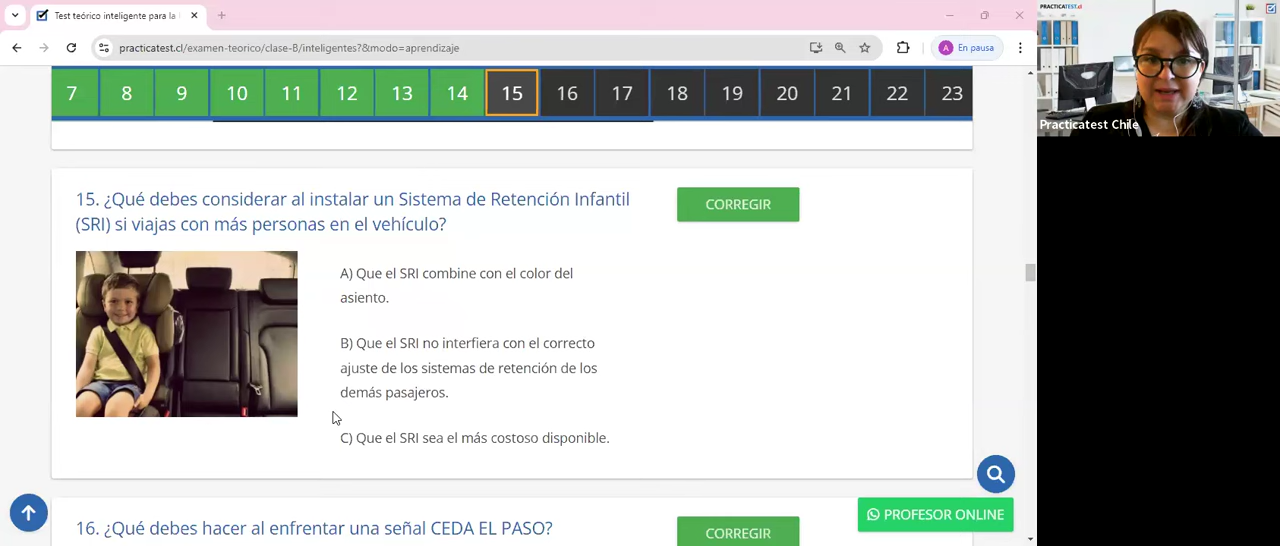 Test teórico inteligente para la
practicatest.cl/examen-teorico/clase-B/inteligentes?&modo=aprendizaje
A
En pausa
PRACTICATEST.cl
Practicatest Chile
7 8 9 10 11 12 13 14 15 16 17 18 19 20 21 22 23
15. ¿Qué debes considerar al instalar un Sistema de Retención Infantil
(SRI) si viajas con más personas en el vehículo?
CORREGIR
A) Que el SRI combine con el color del
asiento.
B) Que el SRI no interfiera con el correcto
ajuste de los sistemas de retención de los
demás pasajeros.
C) Que el SRI sea el más costoso disponible.
PROFESOR ONLINE
16. ¿Qué debes hacer al enfrentar una señal CEDA EL PASO?
CORREGIR